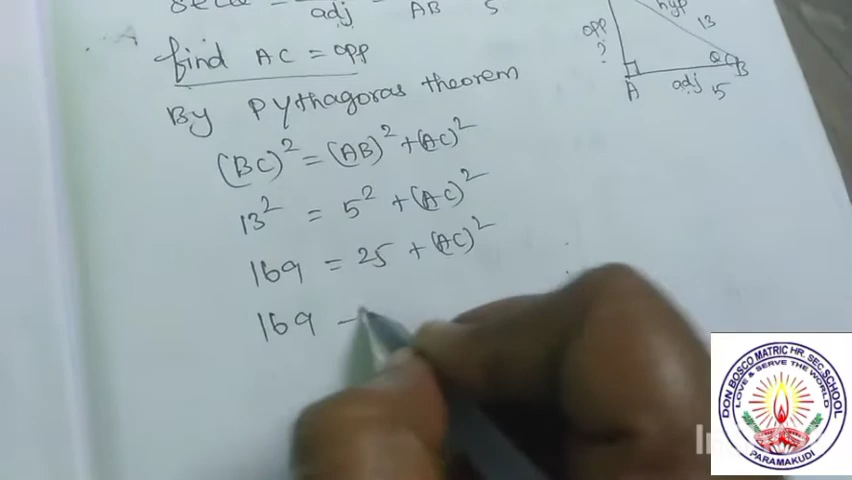 adj AB 5
find AC = opp
By Pythagoras theorem
(BC)² = (AB)² + (AC)²
13² = 5² + (AC)²
169 = 25 + (AC)²
169 -
hyp 13
opp
?
B
A adj 5
DON BOSCO MATRIC HR. SEC. SCHOOL
LOVE & SERVE THE WORLD
PARAMAKUDI